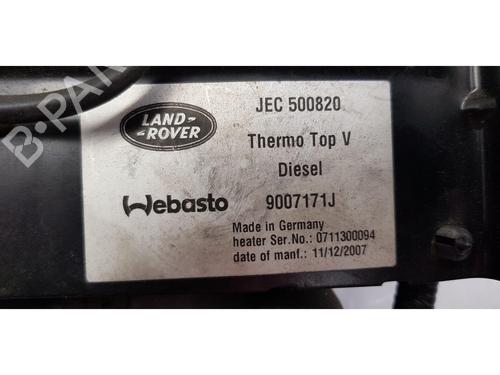 B-PARTS
LAND-
-ROVER
JEC 500820
Thermo Top V
Diesel
Webasto
9007171J
Made in Germany
heater Ser.No.: 0711300094
date of manf.: 11/12/2007